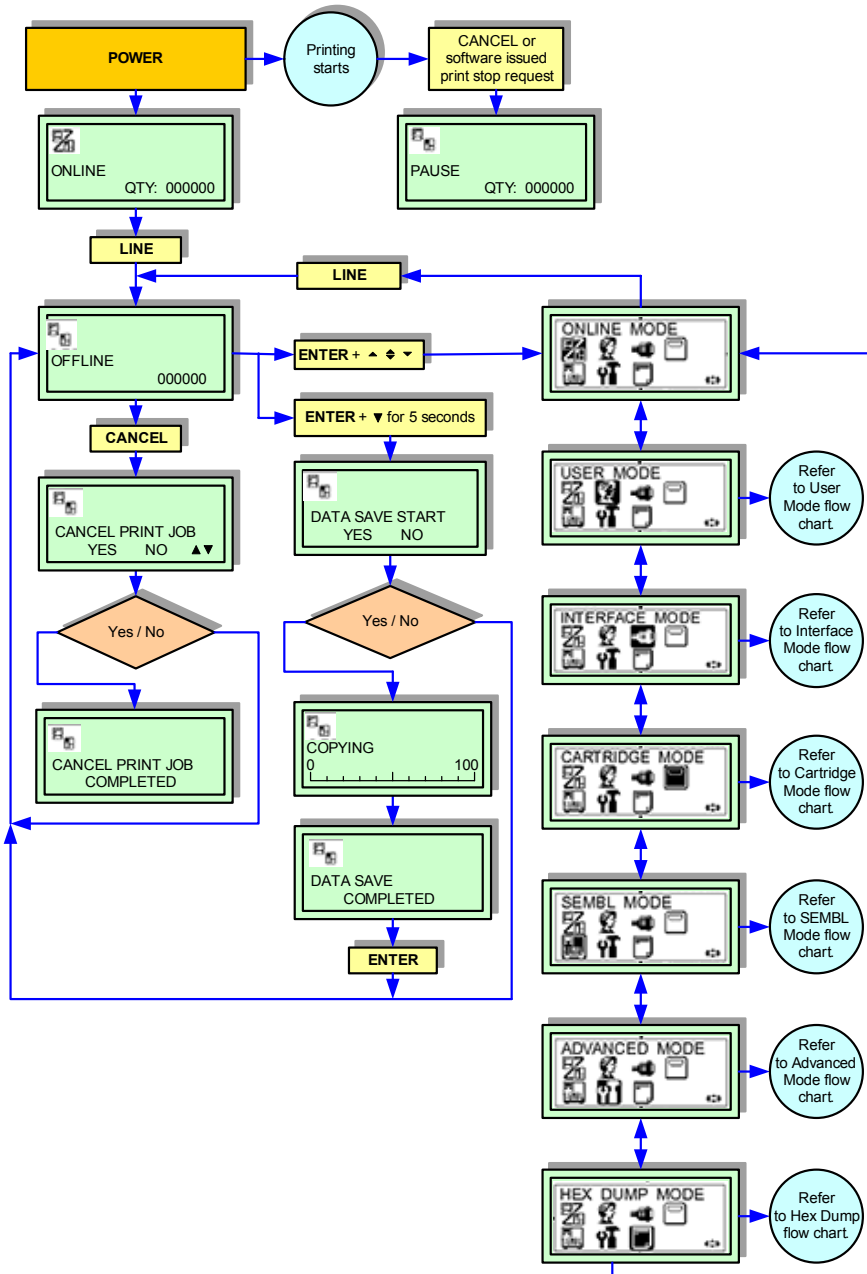 POWER
Printing
starts
CANCEL or
software issued
print stop request
ONLINE
QTY: 000000
PAUSE
QTY: 000000
LINE
LINE
OFFLINE
000000
ENTER + ▲ ◆ ▼
ONLINE MODE
CANCEL
ENTER + ▼ for 5 seconds
CANCEL PRINT JOB
YES NO ▲▼
DATA SAVE START
YES NO
USER MODE
Refer
to User
Mode flow
chart.
Yes / No
Yes / No
INTERFACE MODE
Refer
to Interface
Mode flow
chart.
CANCEL PRINT JOB
COMPLETED
COPYING
0 100
CARTRIDGE MODE
Refer
to Cartridge
Mode flow
chart.
DATA SAVE
COMPLETED
ENTER
SEMBL MODE
Refer
to SEMBL
Mode flow
chart.
ADVANCED MODE
Refer
to Advanced
Mode flow
chart.
HEX DUMP MODE
Refer
to Hex Dump
flow chart.